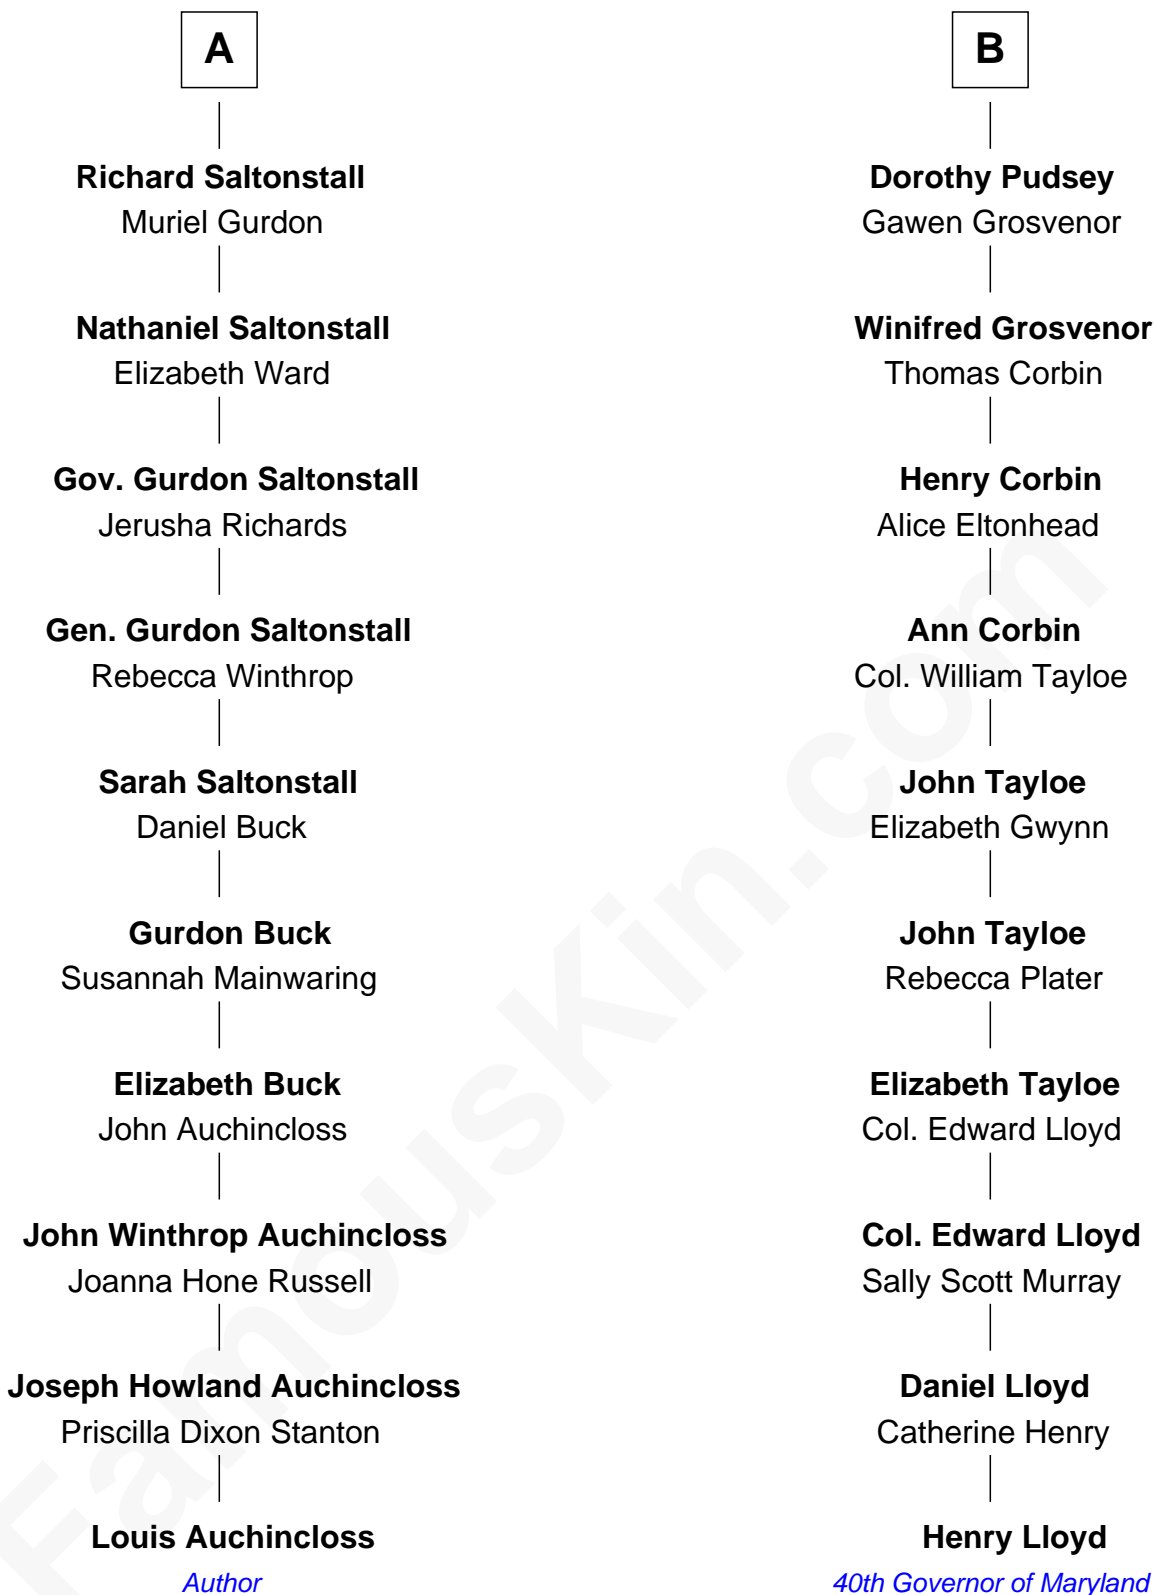 A
Richard Saltonstall
Muriel Gurdon
Nathaniel Saltonstall
Elizabeth Ward
Gov. Gurdon Saltonstall
Jerusha Richards
Gen. Gurdon Saltonstall
Rebecca Winthrop
Sarah Saltonstall
Daniel Buck
Gurdon Buck
Susannah Mainwaring
Elizabeth Buck
John Auchincloss
John Winthrop Auchincloss
Joanna Hone Russell
Joseph Howland Auchincloss
Priscilla Dixon Stanton
Louis Auchincloss
Author
B
Dorothy Pudsey
Gawen Grosvenor
Winifred Grosvenor
Thomas Corbin
Henry Corbin
Alice Eltonhead
Ann Corbin
Col. William Tayloe
John Tayloe
Elizabeth Gwynn
John Tayloe
Rebecca Plater
Elizabeth Tayloe
Col. Edward Lloyd
Col. Edward Lloyd
Sally Scott Murray
Daniel Lloyd
Catherine Henry
Henry Lloyd
40th Governor of Maryland
FamousKin.com